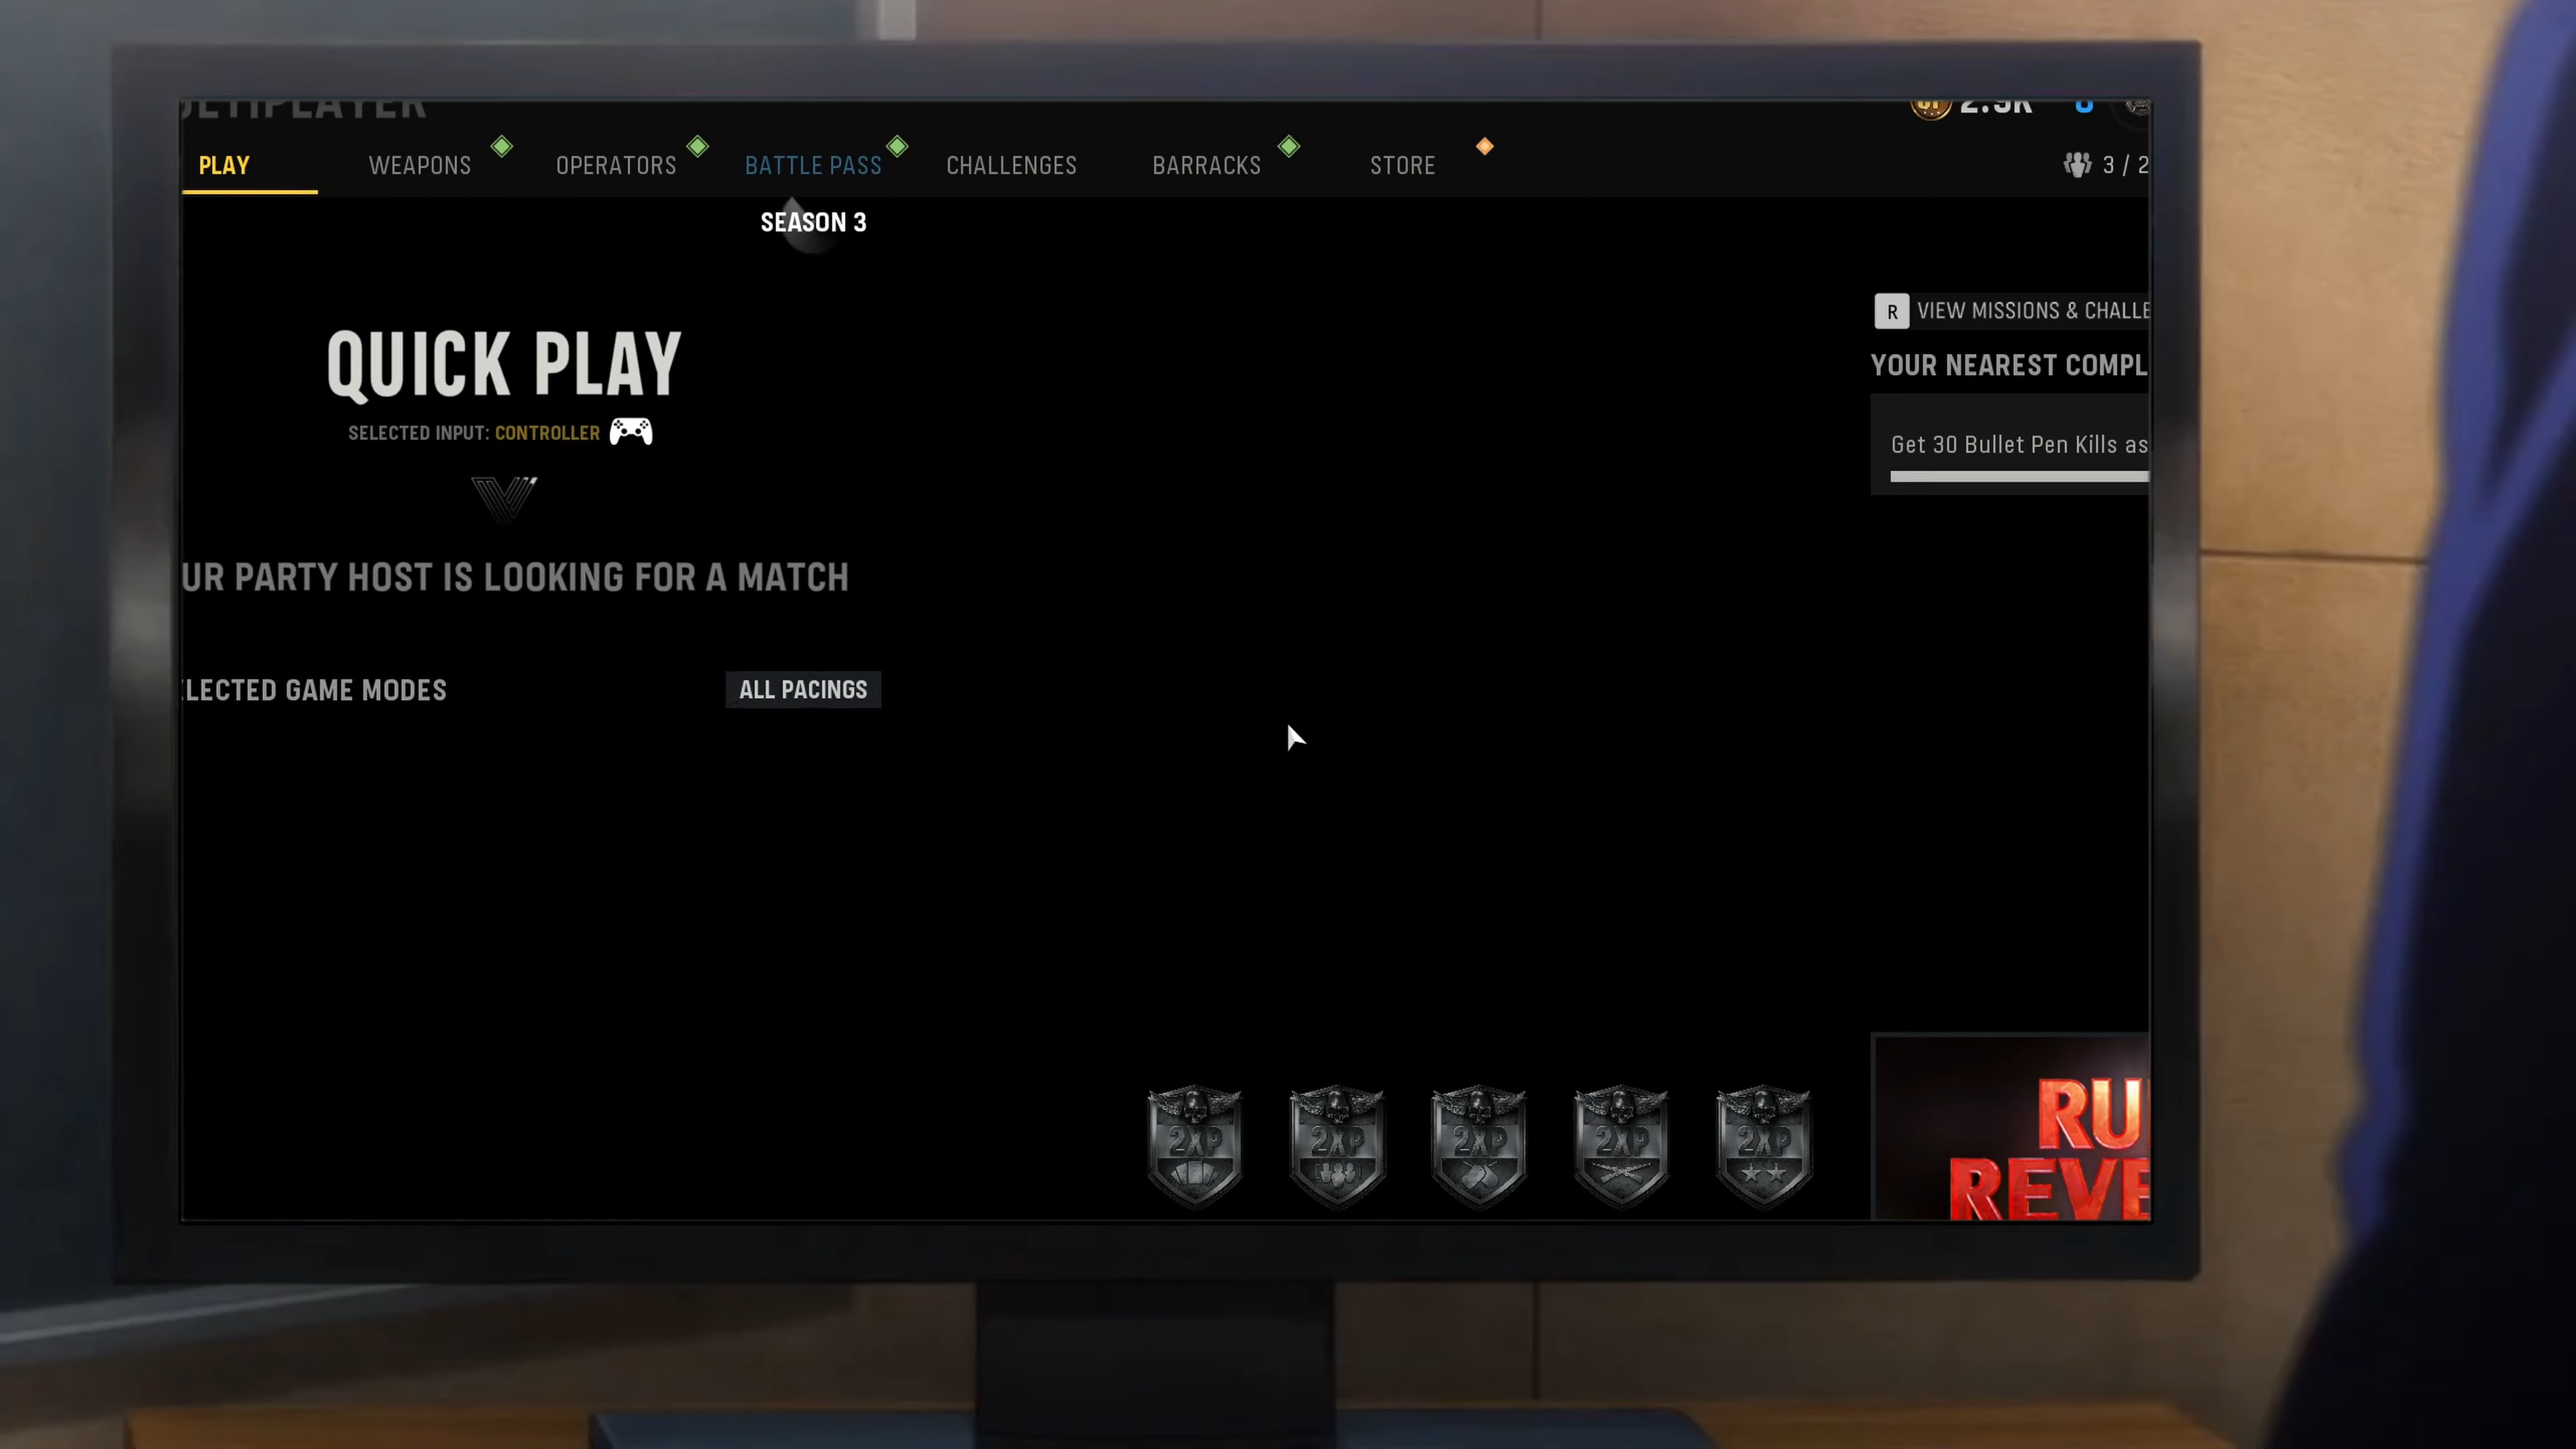 2.3K
PLAY WEAPONS OPERATORS BATTLE PASS CHALLENGES BARRACKS STORE
3 / 2
SEASON 3
QUICK PLAY
SELECTED INPUT: CONTROLLER
R VIEW MISSIONS & CHALLE
YOUR NEAREST COMPL
Get 30 Bullet Pen Kills as
UR PARTY HOST IS LOOKING FOR A MATCH
LECTED GAME MODES
ALL PACINGS
2XP 2XP 2XP 2XP 2XP
RU
REVE